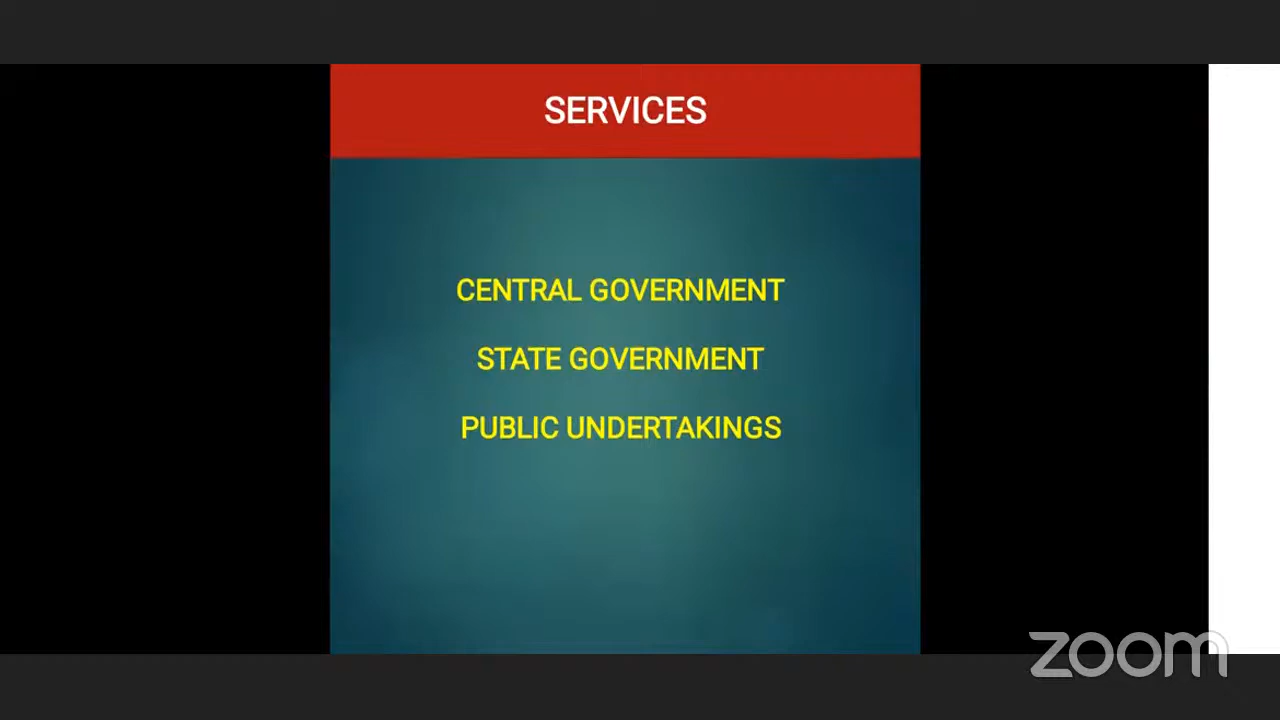 SERVICES
CENTRAL GOVERNMENT
STATE GOVERNMENT
PUBLIC UNDERTAKINGS
zoom